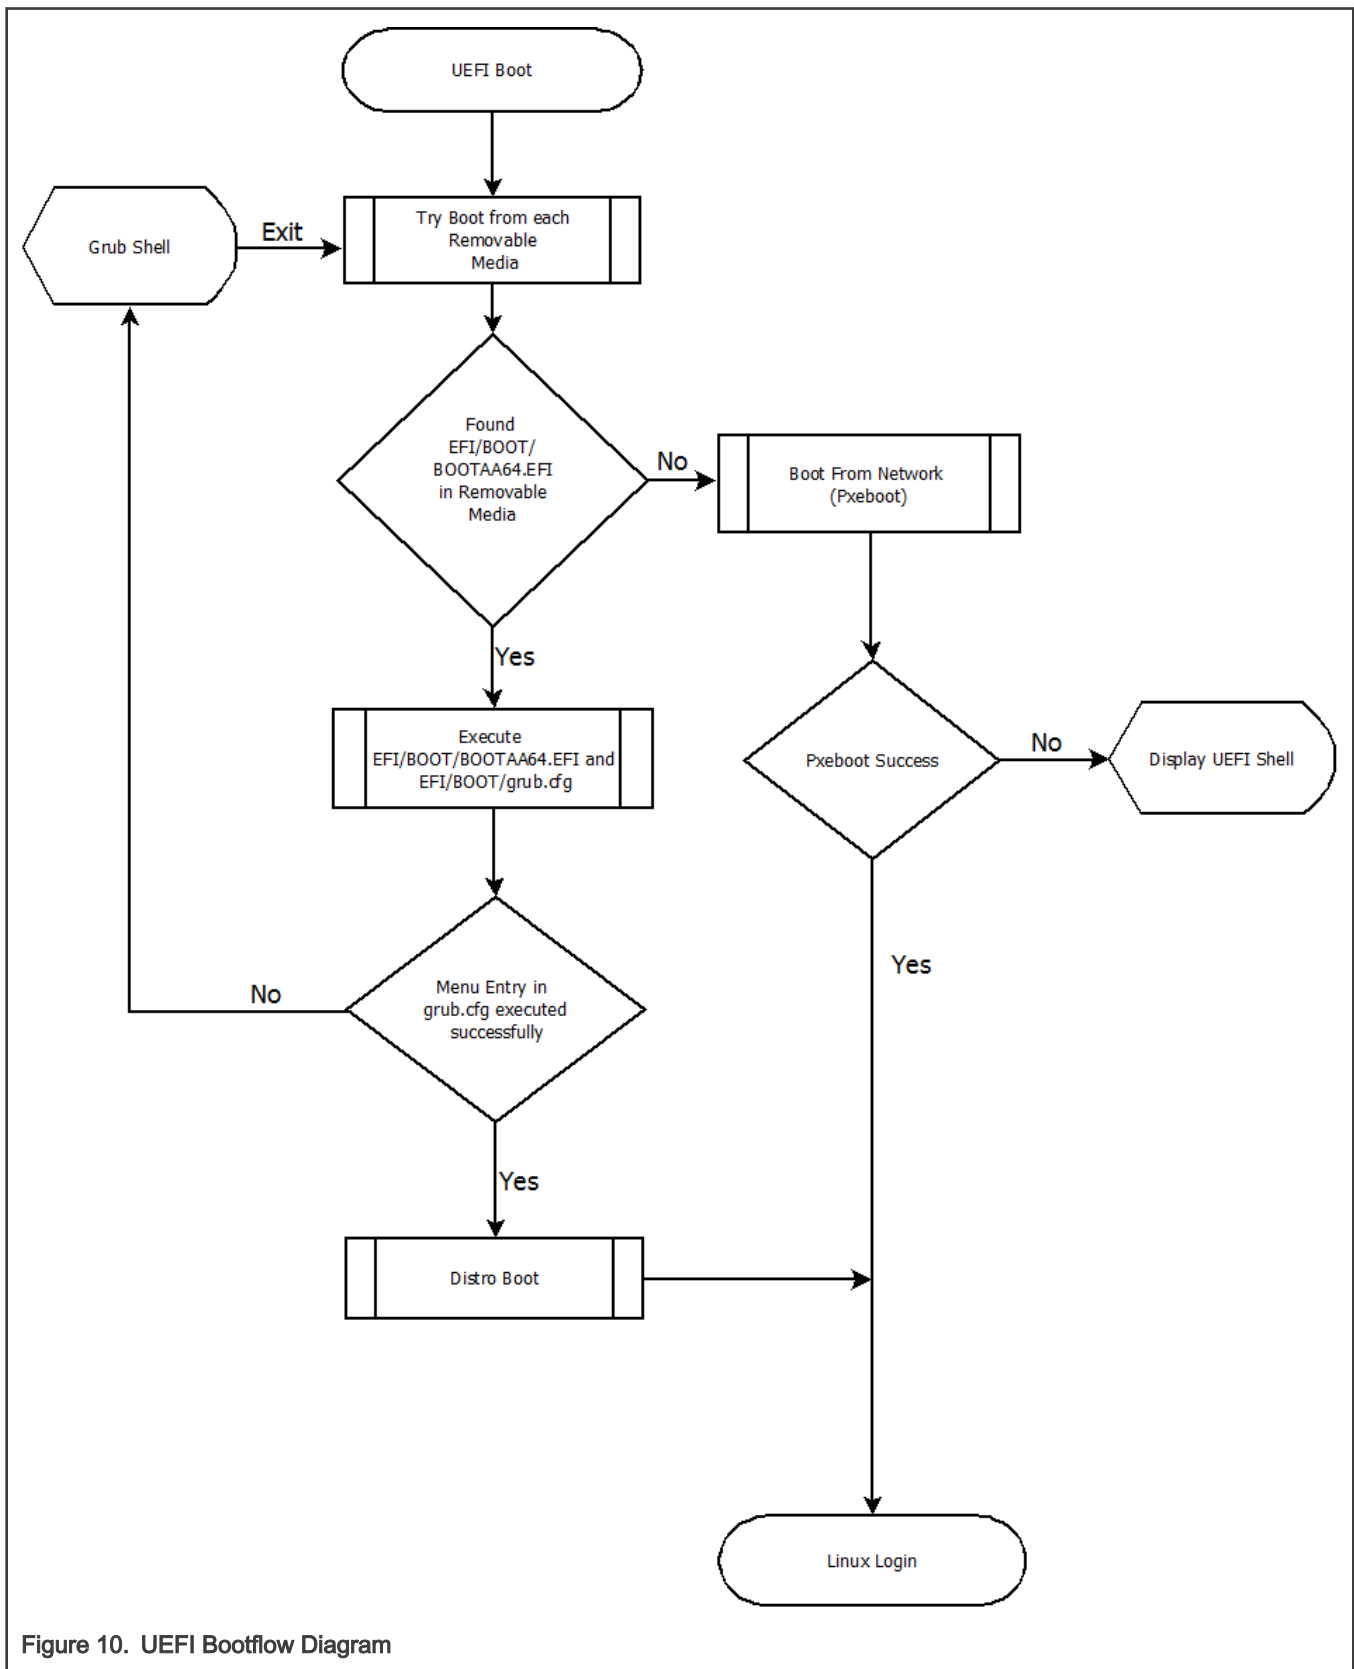 UEFI Boot
Try Boot from each
Removable
Media
Grub Shell
Exit
Found
EFI/BOOT/
BOOTAA64.EFI
in Removable
Media
No
Boot From Network
(Pxeboot)
Yes
Execute
EFI/BOOT/BOOTAA64.EFI and
EFI/BOOT/grub.cfg
Pxeboot Success
No
Display UEFI Shell
Yes
Menu Entry in
grub.cfg executed
successfully
No
Yes
Distro Boot
Linux Login
Figure 10. UEFI Bootflow Diagram